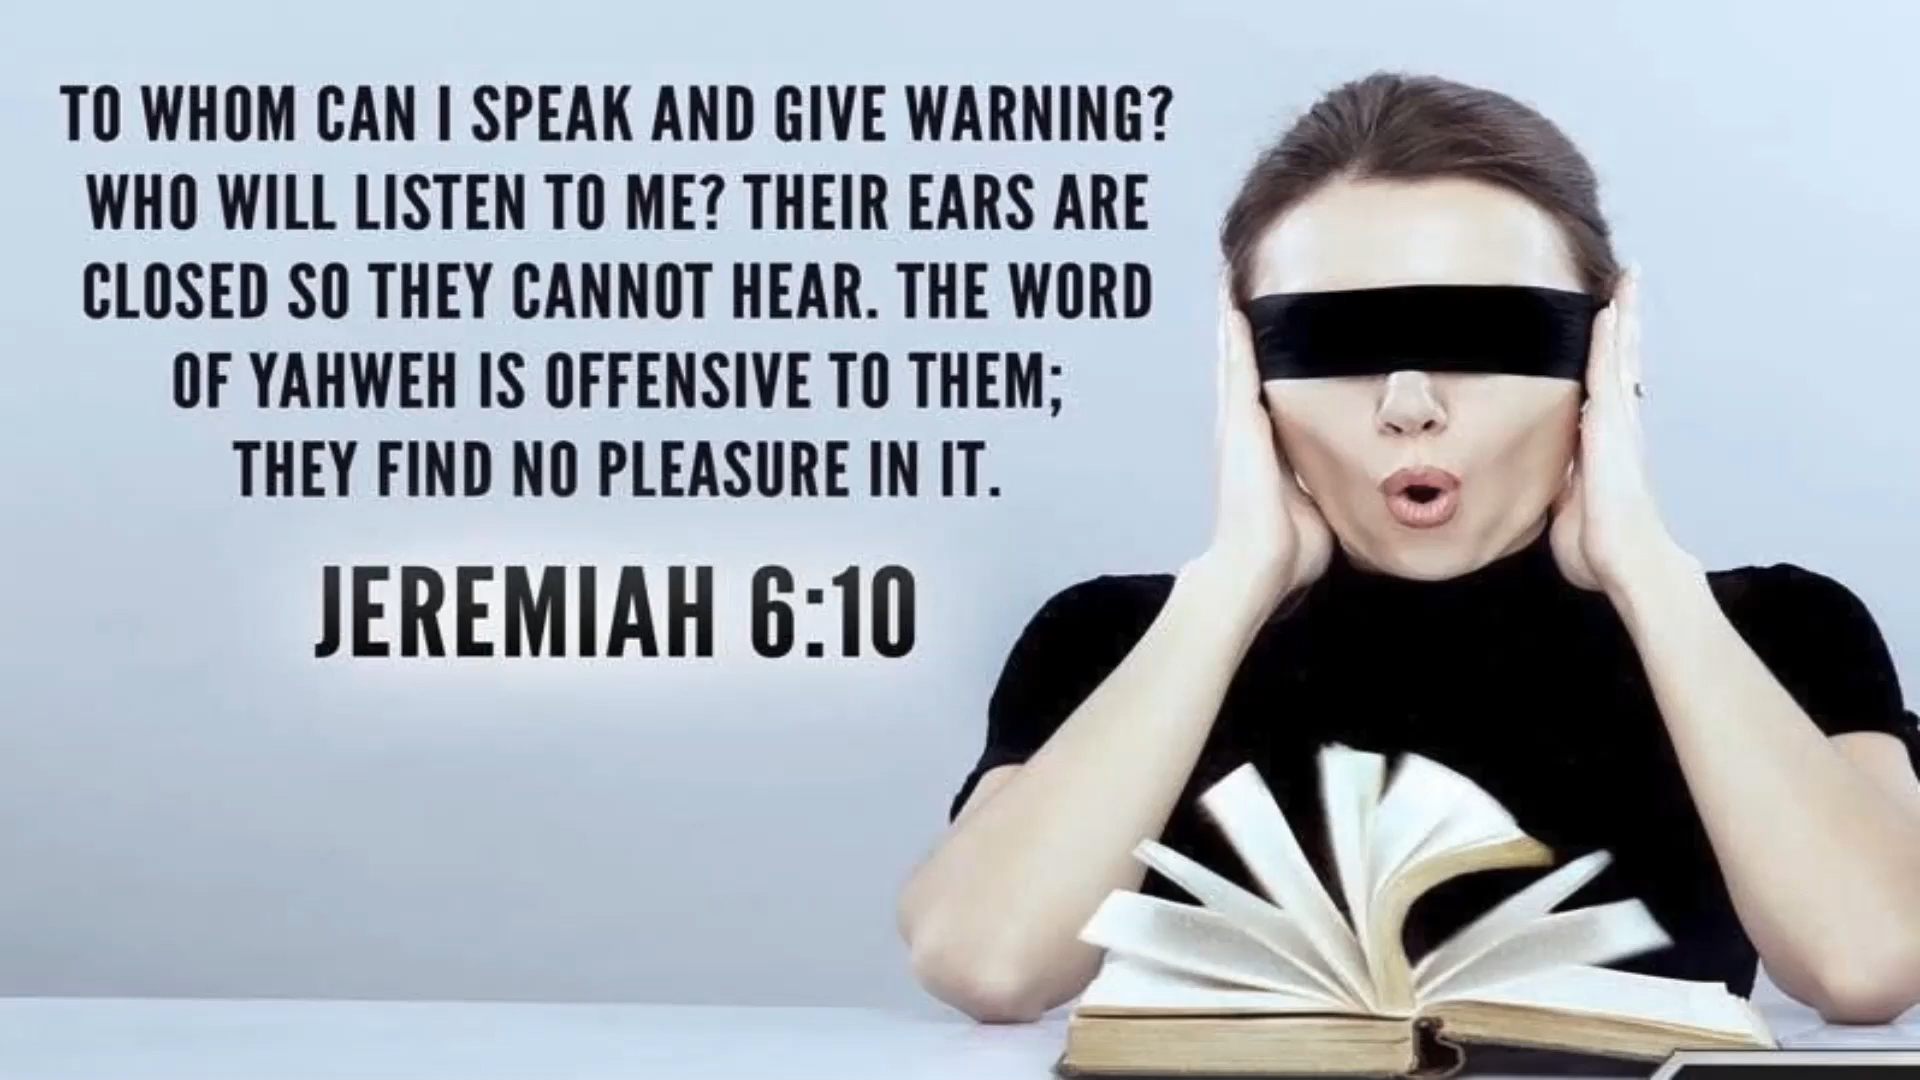 TO WHOM CAN I SPEAK AND GIVE WARNING?
WHO WILL LISTEN TO ME? THEIR EARS ARE
CLOSED SO THEY CANNOT HEAR. THE WORD
OF YAHWEH IS OFFENSIVE TO THEM;
THEY FIND NO PLEASURE IN IT.
JEREMIAH 6:10